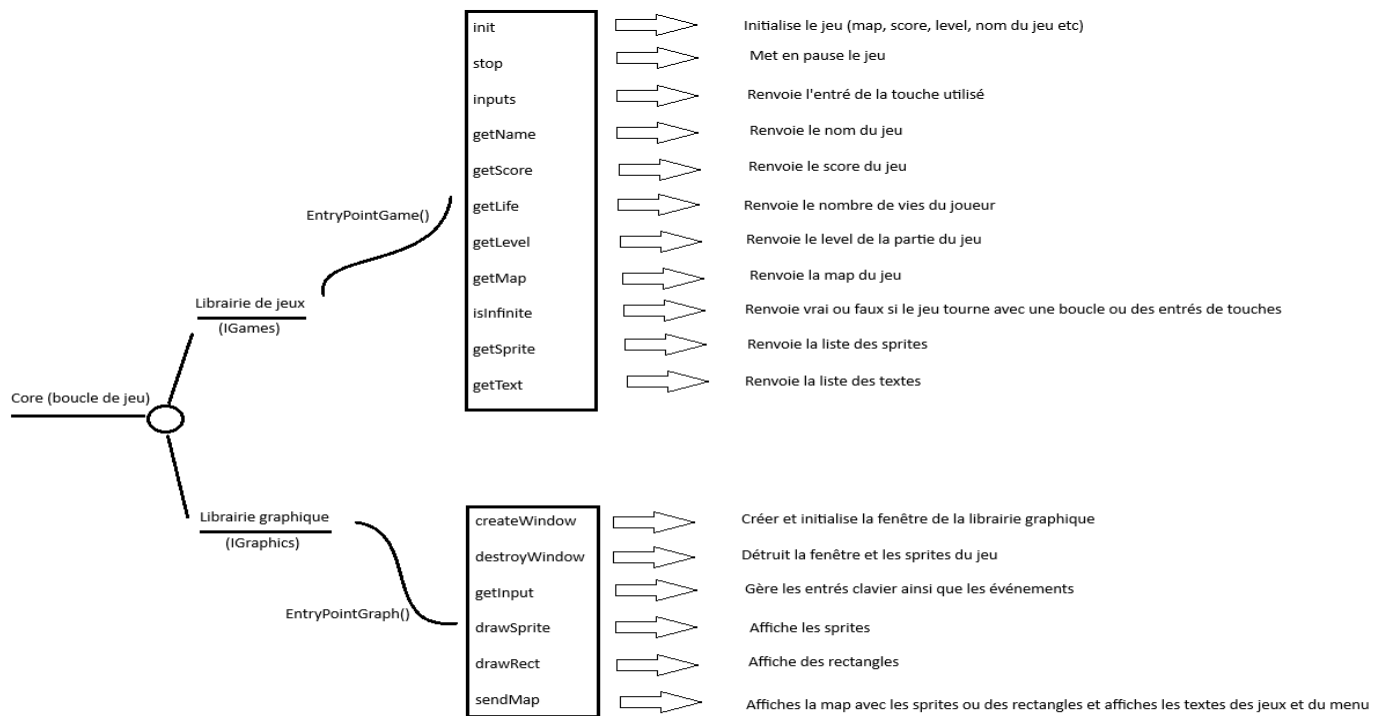 init Initialise le jeu (map, score, level, nom du jeu etc)
stop Met en pause le jeu
inputs Renvoie l'entré de la touche utilisé
getName Renvoie le nom du jeu
getScore Renvoie le score du jeu
getLife Renvoie le nombre de vies du joueur
EntryPointGame()
getLevel Renvoie le level de la partie du jeu
getMap Renvoie la map du jeu
Librairie de jeux
(IGames)
isInfinite Renvoie vrai ou faux si le jeu tourne avec une boucle ou des entrés de touches
getSprite Renvoie la liste des sprites
getText Renvoie la liste des textes
Core (boucle de jeu)
Librairie graphique
(IGraphics)
createWindow Créer et initialise la fenêtre de la librairie graphique
destroyWindow Détruit la fenêtre et les sprites du jeu
getInput Gère les entrés clavier ainsi que les événements
EntryPointGraph()
drawSprite Affiche les sprites
drawRect Affiche des rectangles
sendMap Affiches la map avec les sprites ou des rectangles et affiches les textes des jeux et du menu